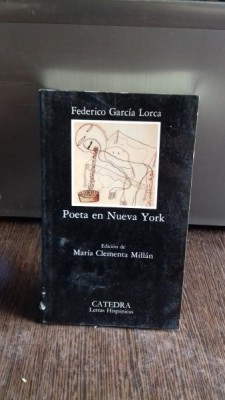 Federico García Lorca
Poeta en Nueva York
Edición de
María Clementa Millán
CATEDRA
Letras Hispánicas